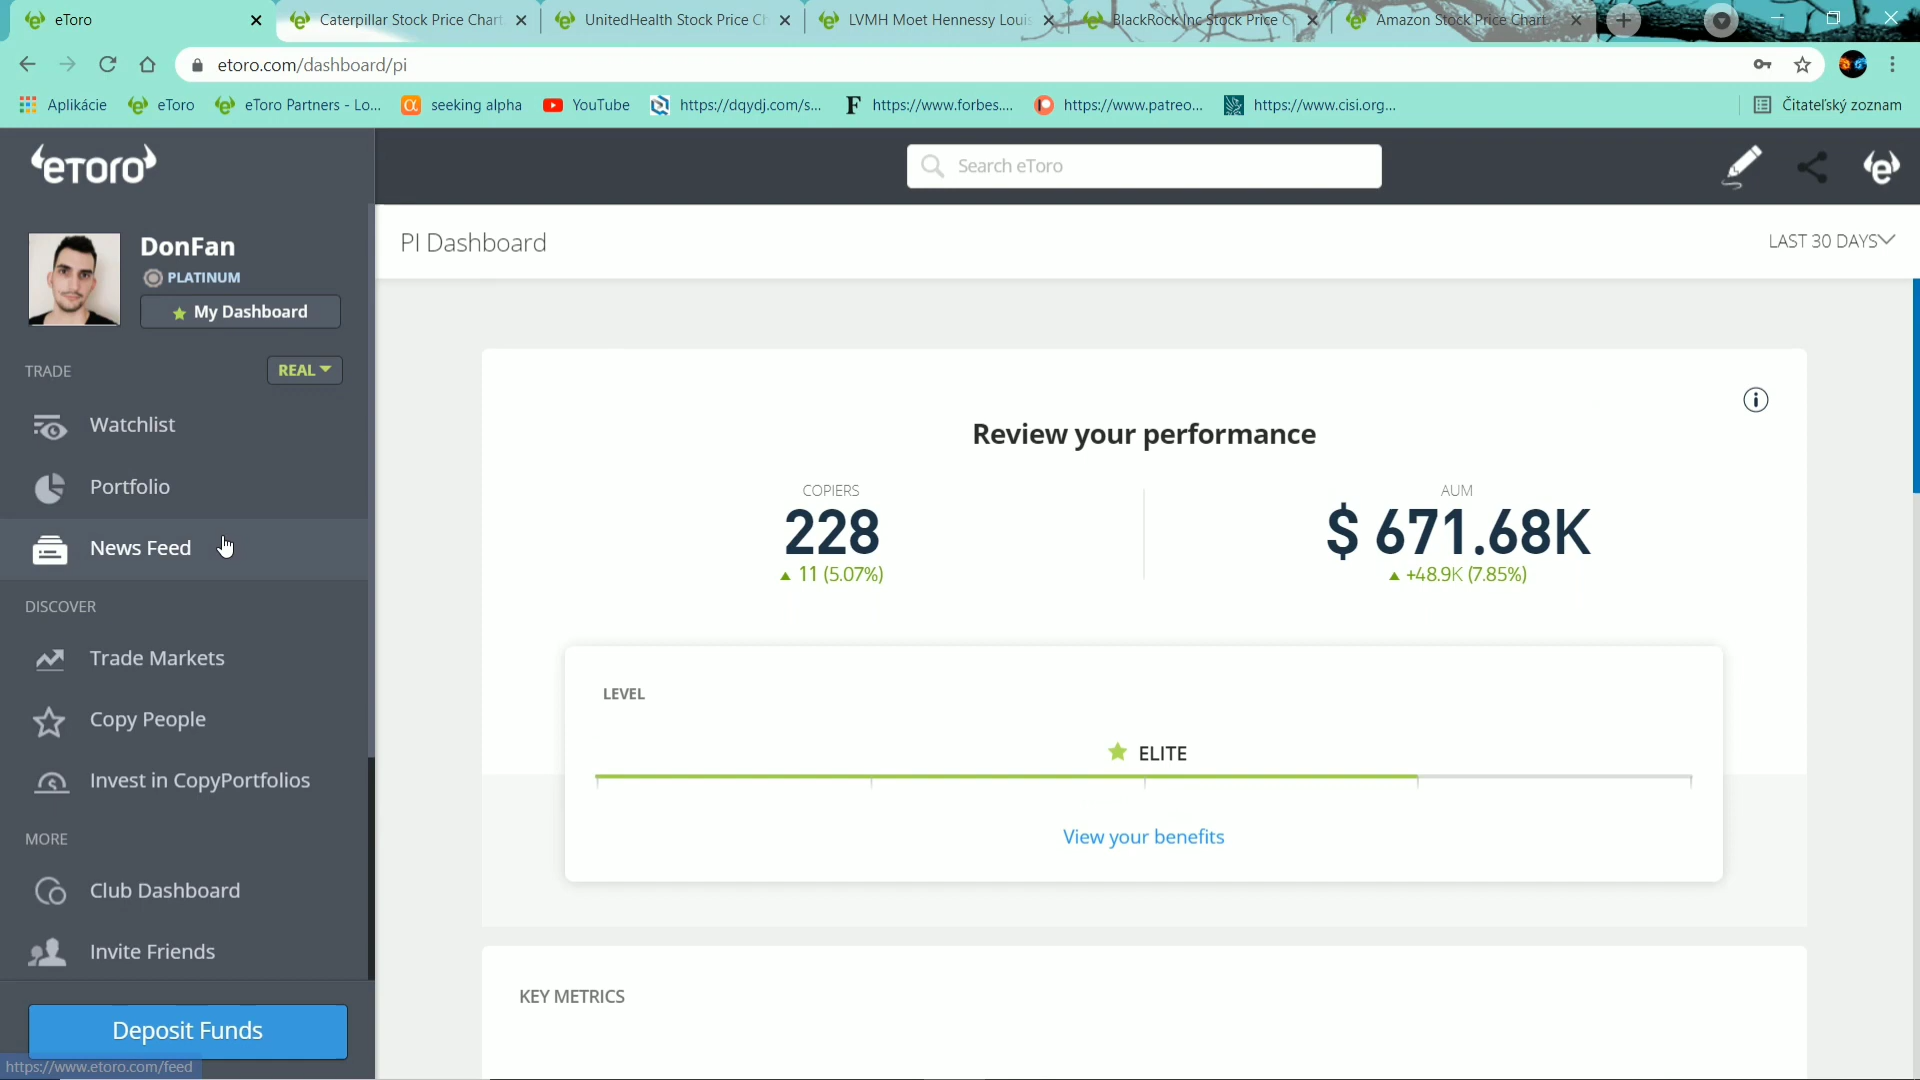 eToro
Caterpillar Stock Price Chart
UnitedHealth Stock Price Ch
LVMH Moet Hennessy Louis
BlackRock Inc Stock Price C
Amazon Stock Price Chart
etoro.com/dashboard/pi
Aplikácie
eToro
eToro Partners - Lo...
seeking alpha
YouTube
https://dqydj.com/s...
https://www.forbes....
https://www.patreo...
https://www.cisi.org...
Čitateľský zoznam
eToro
Search eToro
DonFan
PLATINUM
My Dashboard
PI Dashboard
LAST 30 DAYS
TRADE
REAL
Watchlist
Portfolio
News Feed
DISCOVER
Trade Markets
Copy People
Invest in CopyPortfolios
MORE
Club Dashboard
Invite Friends
Deposit Funds
https://www.etoro.com/feed
Review your performance
COPIERS
228
11 (5.07%)
AUM
$ 671.68K
+48.9K (7.85%)
LEVEL
ELITE
View your benefits
KEY METRICS